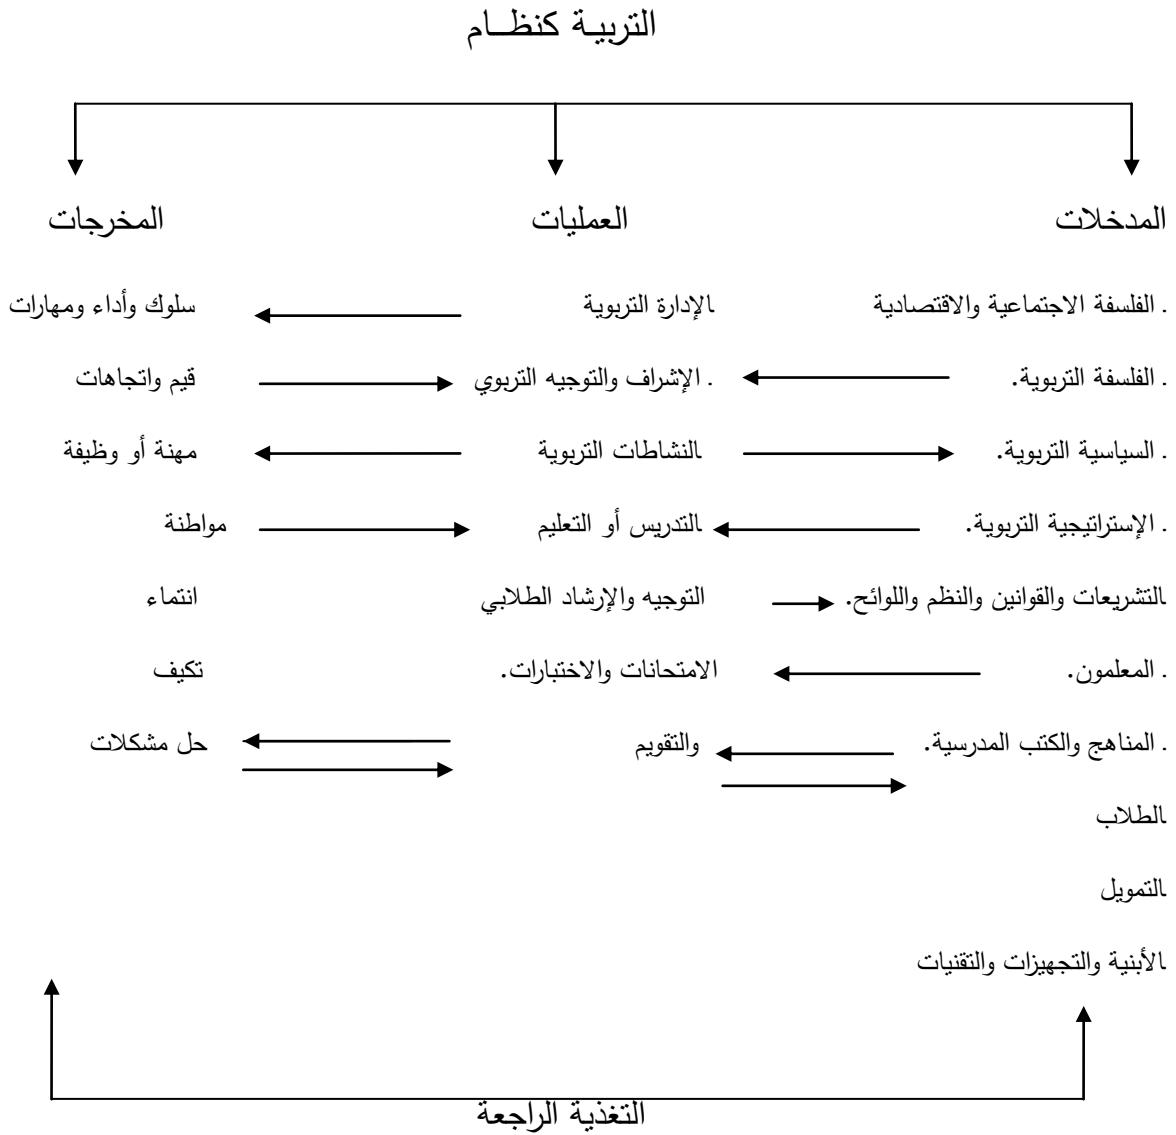 التربيـة كنظـــام
المدخلات العمليات المخرجات
. الفلسفة الاجتماعية والاقتصادية .الإدارة التربوية سلوك وأداء ومهارات
. الفلسفة التربوية. . الإشراف والتوجيه التربوي قيم واتجاهات
. السياسية التربوية. .النشاطات التربوية مهنة أو وظيفة
. الإستراتيجية التربوية. .التدريس أو التعليم مواطنة
.التشريعات والقوانين والنظم واللوائح. التوجيه والإرشاد الطلابي انتماء
. المعلمون. الامتحانات والاختبارات. تكيف
. المناهج والكتب المدرسية. والتقويم حل مشكلات
.الطلاب
.التمويل
.الأبنية والتجهيزات والتقنيات
التغذية الراجعة